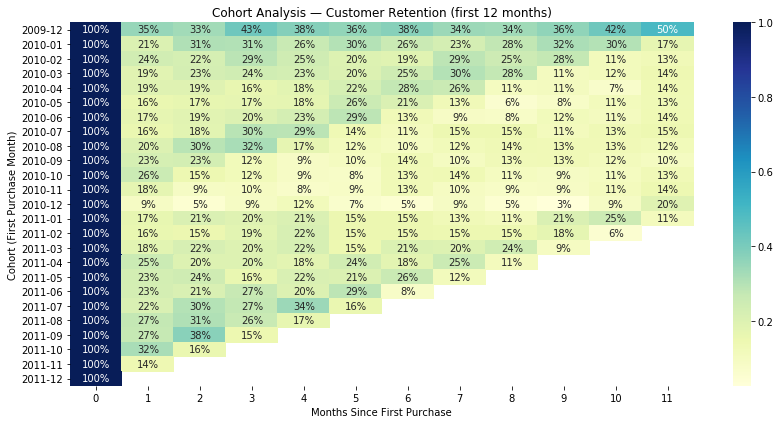 Cohort Analysis — Customer Retention (first 12 months)
Cohort (First Purchase Month)
2009-12 100% 35% 33% 43% 38% 36% 38% 34% 34% 36% 42% 50%
2010-01 100% 21% 31% 31% 26% 30% 26% 23% 28% 32% 30% 17%
2010-02 100% 24% 22% 29% 25% 20% 19% 29% 25% 28% 11% 13%
2010-03 100% 19% 23% 24% 23% 20% 25% 30% 28% 11% 12% 14%
2010-04 100% 19% 19% 16% 18% 22% 28% 26% 11% 11% 7% 14%
2010-05 100% 16% 17% 17% 18% 26% 21% 13% 6% 8% 11% 13%
2010-06 100% 17% 19% 20% 23% 29% 13% 9% 8% 12% 11% 14%
2010-07 100% 16% 18% 30% 29% 14% 11% 15% 15% 11% 13% 15%
2010-08 100% 20% 30% 32% 17% 12% 10% 12% 14% 13% 13% 12%
2010-09 100% 23% 23% 12% 9% 10% 14% 10% 13% 13% 12% 10%
2010-10 100% 26% 15% 12% 9% 8% 13% 14% 11% 9% 11% 13%
2010-11 100% 18% 9% 10% 8% 9% 13% 10% 9% 9% 11% 14%
2010-12 100% 9% 5% 9% 12% 7% 5% 9% 5% 3% 9% 20%
2011-01 100% 17% 21% 20% 21% 15% 15% 13% 11% 21% 25% 11%
2011-02 100% 16% 15% 19% 22% 15% 15% 15% 15% 18% 6%
2011-03 100% 18% 22% 20% 22% 15% 21% 20% 24% 9%
2011-04 100% 25% 20% 20% 18% 24% 18% 25% 11%
2011-05 100% 23% 24% 16% 22% 21% 26% 12%
2011-06 100% 23% 21% 27% 20% 29% 8%
2011-07 100% 22% 30% 27% 34% 16%
2011-08 100% 27% 31% 26% 17%
2011-09 100% 27% 38% 15%
2011-10 100% 32% 16%
2011-11 100% 14%
2011-12 100%
0 1 2 3 4 5 6 7 8 9 10 11
Months Since First Purchase
1.0
0.8
0.6
0.4
0.2